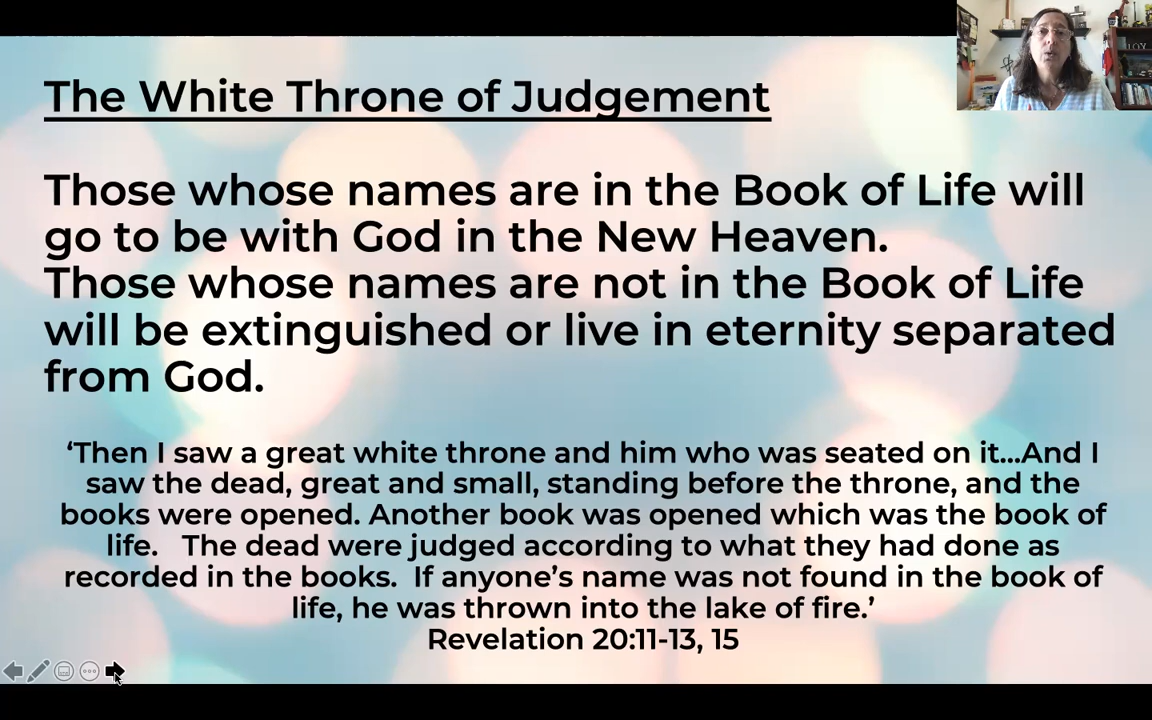 The White Throne of Judgement
Those whose names are in the Book of Life will
go to be with God in the New Heaven.
Those whose names are not in the Book of Life
will be extinguished or live in eternity separated
from God.
‘Then I saw a great white throne and him who was seated on it...And I
saw the dead, great and small, standing before the throne, and the
books were opened. Another book was opened which was the book of
life.   The dead were judged according to what they had done as
recorded in the books.  If anyone’s name was not found in the book of
life, he was thrown into the lake of fire.’
Revelation 20:11-13, 15